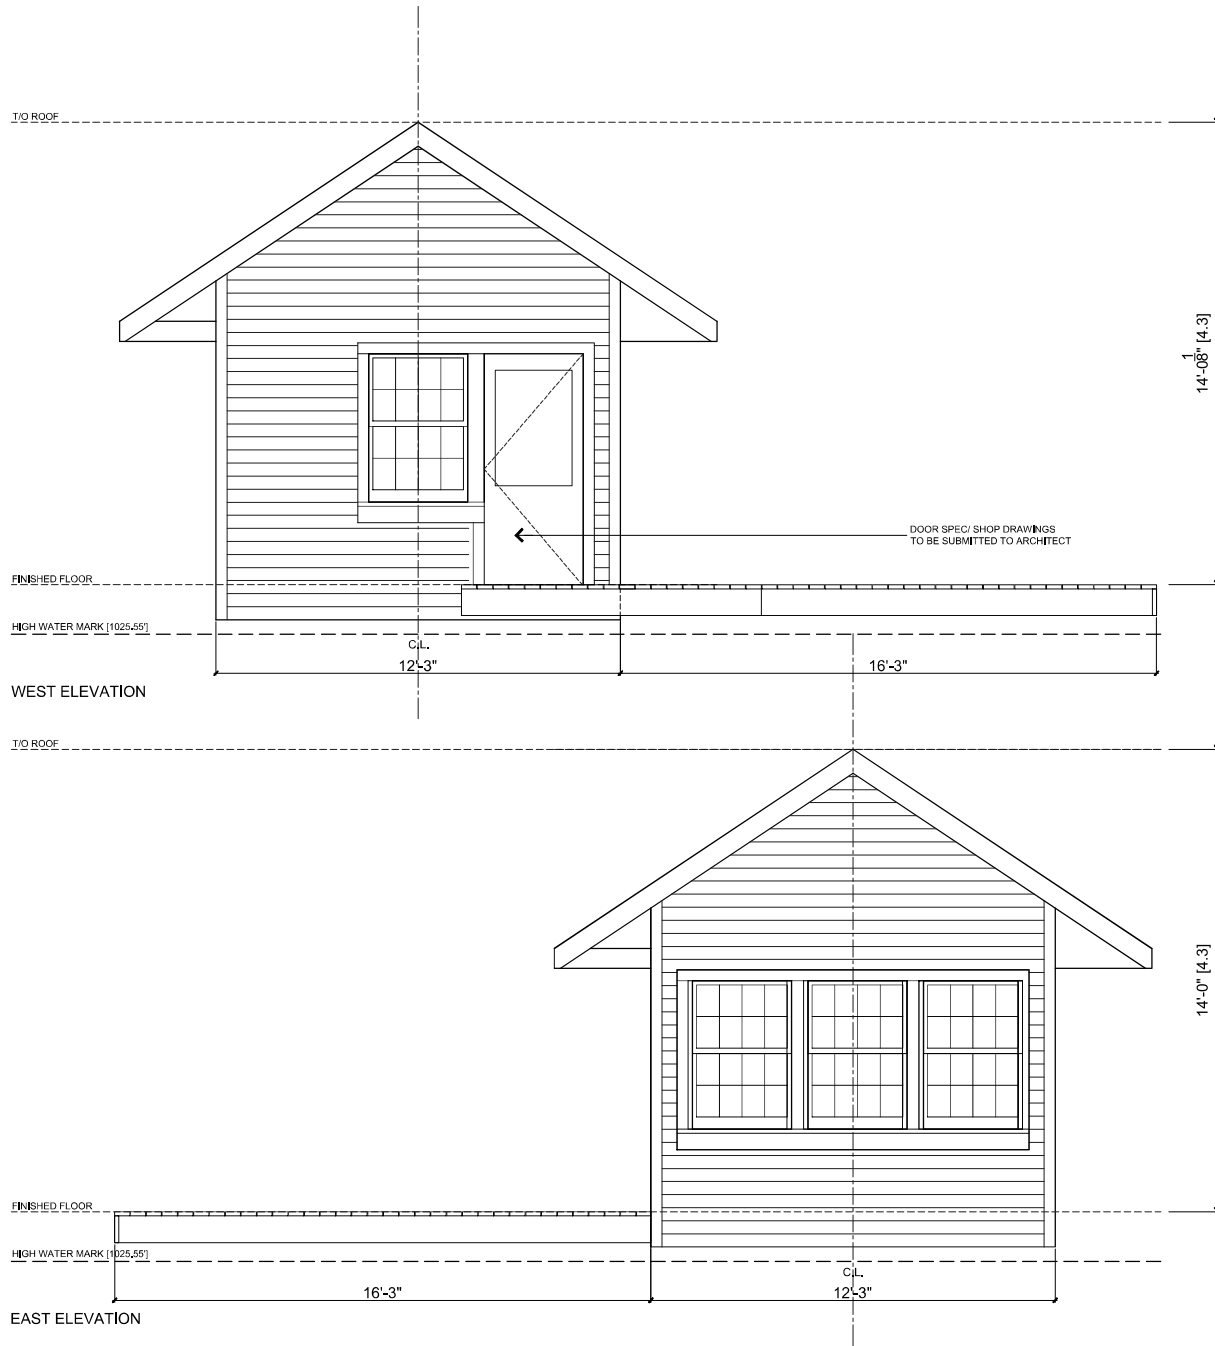 T/O ROOF
1
14'-08" [4.3]
DOOR SPEC/ SHOP DRAWINGS
TO BE SUBMITTED TO ARCHITECT
FINISHED FLOOR
HIGH WATER MARK [1025.55']
C.L.
12'-3"
16'-3"
WEST ELEVATION
T/O ROOF
14'-0" [4.3]
FINISHED FLOOR
HIGH WATER MARK [1025.55']
C.L.
16'-3"
12'-3"
EAST ELEVATION